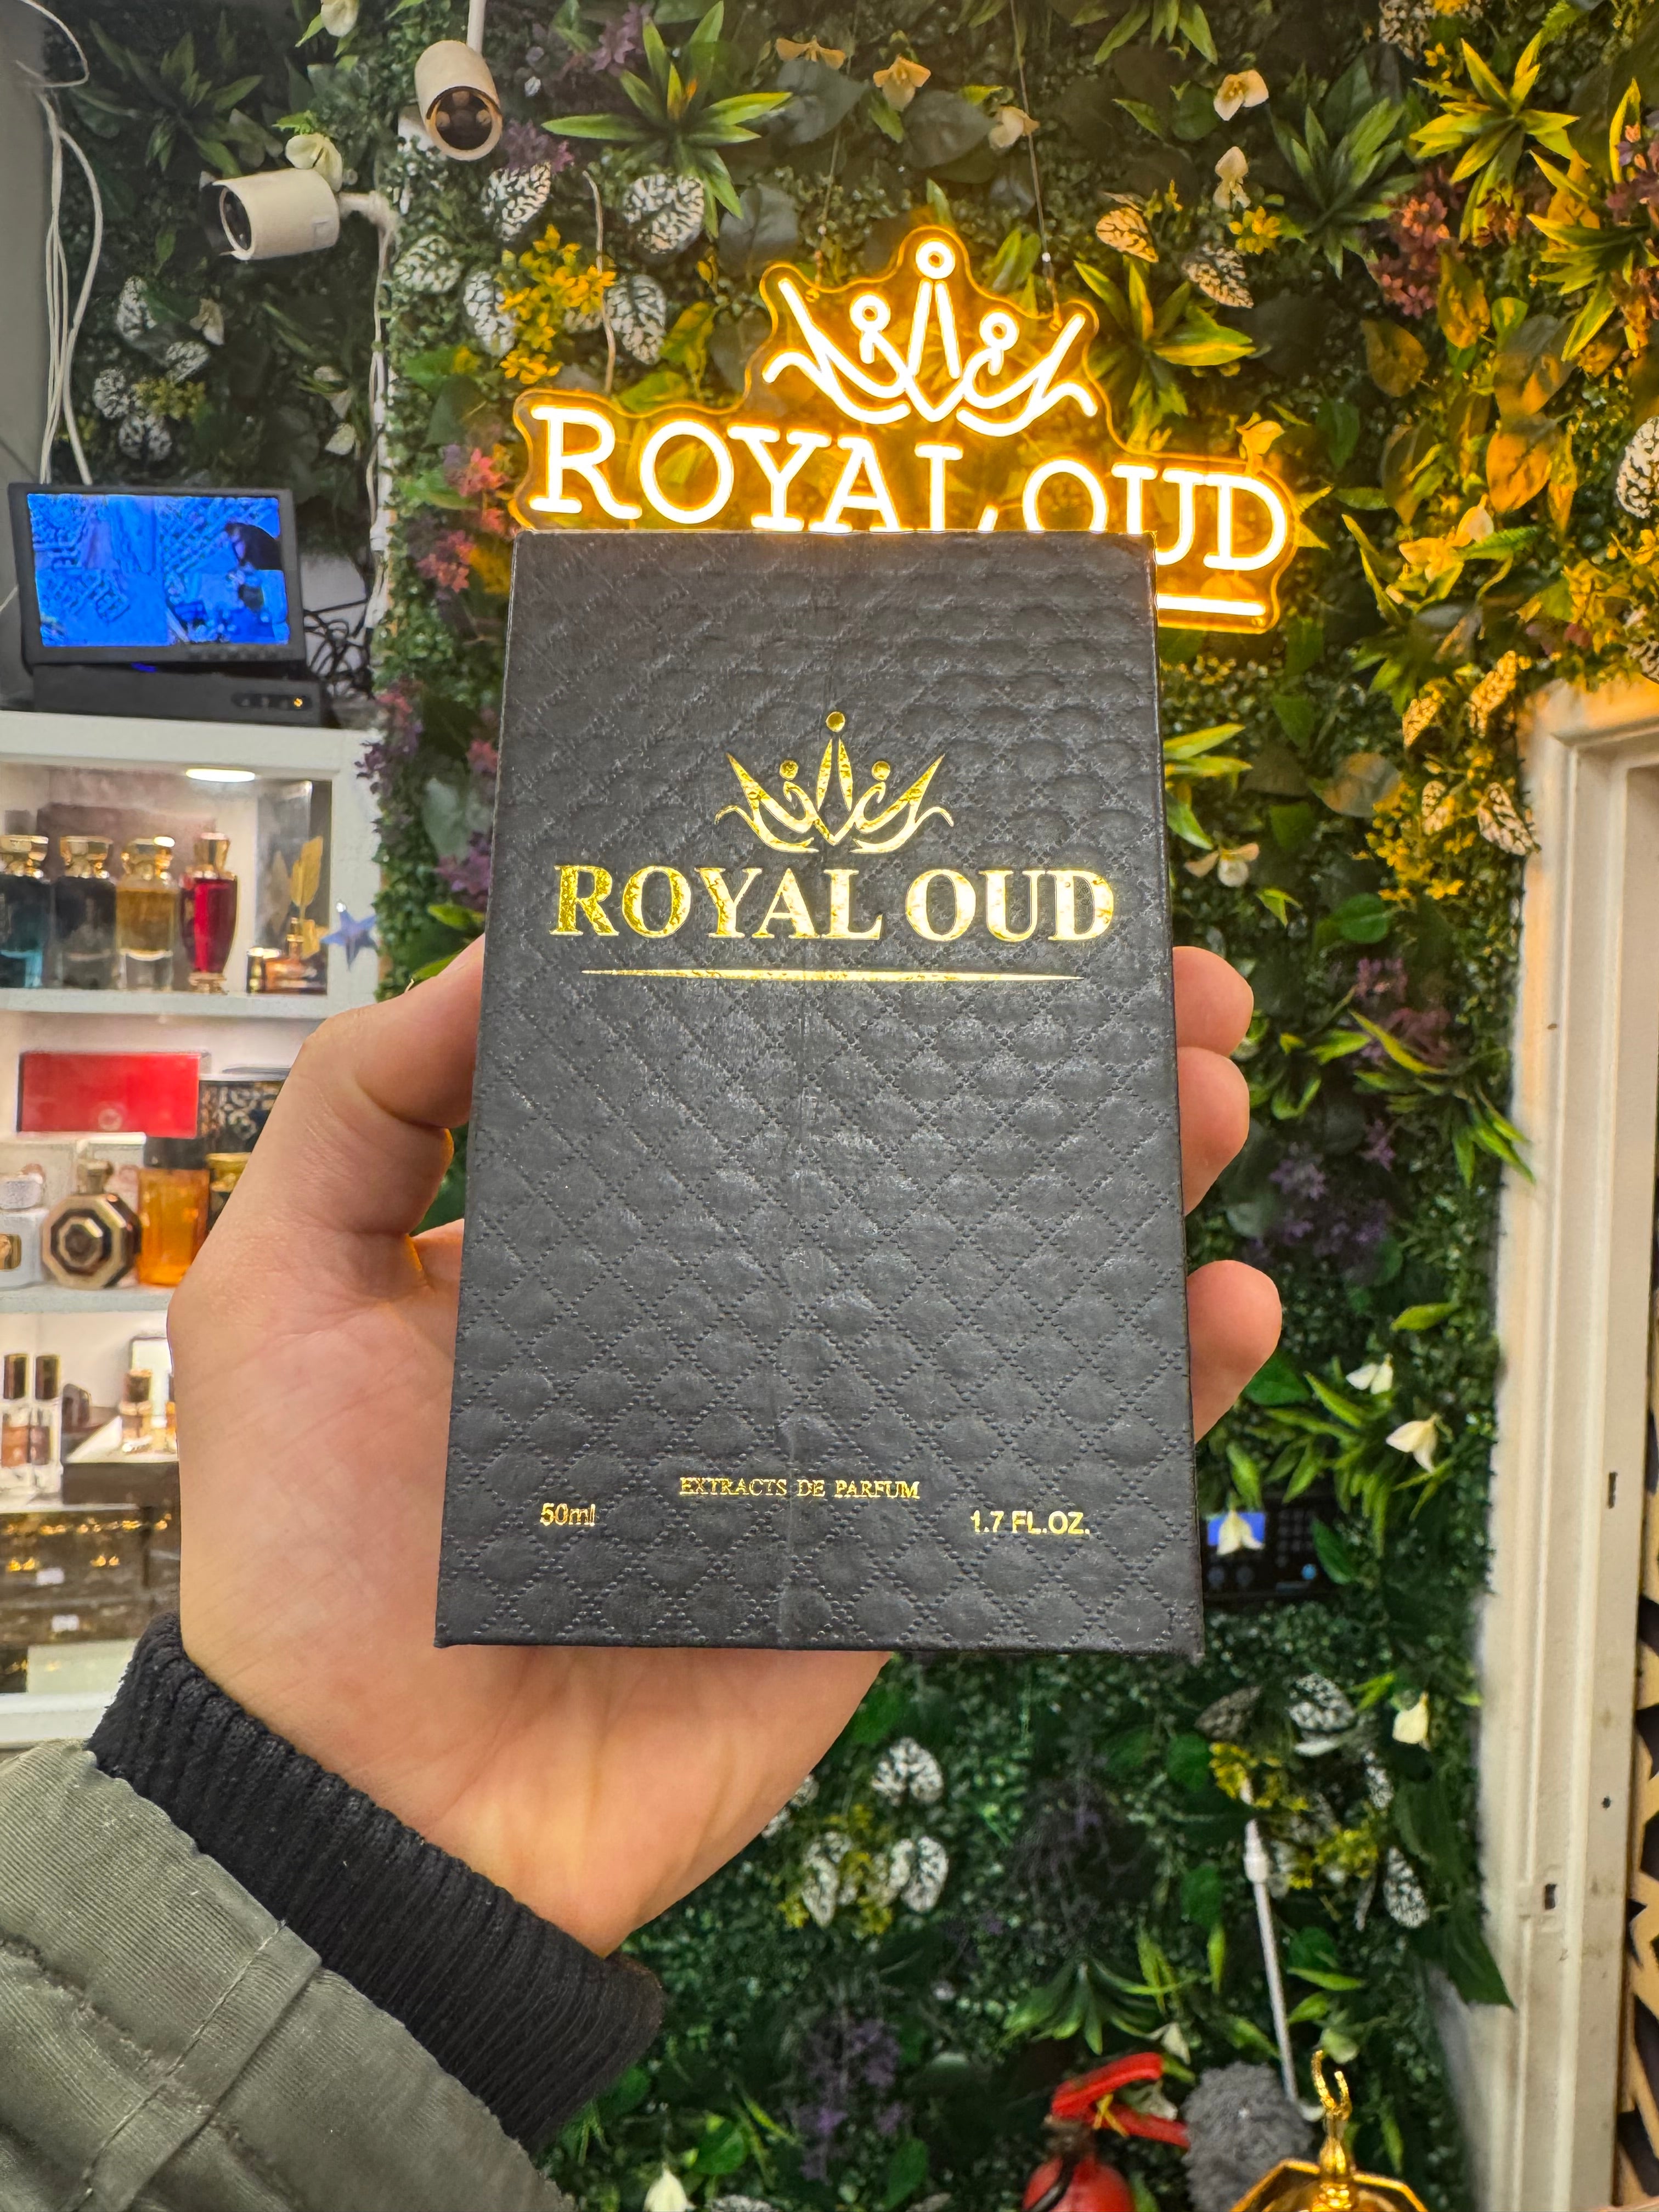 ROYAL OUD
ROYAL OUD
EXTRACTS DE PARFUM
50ml
1.7 FL.OZ.